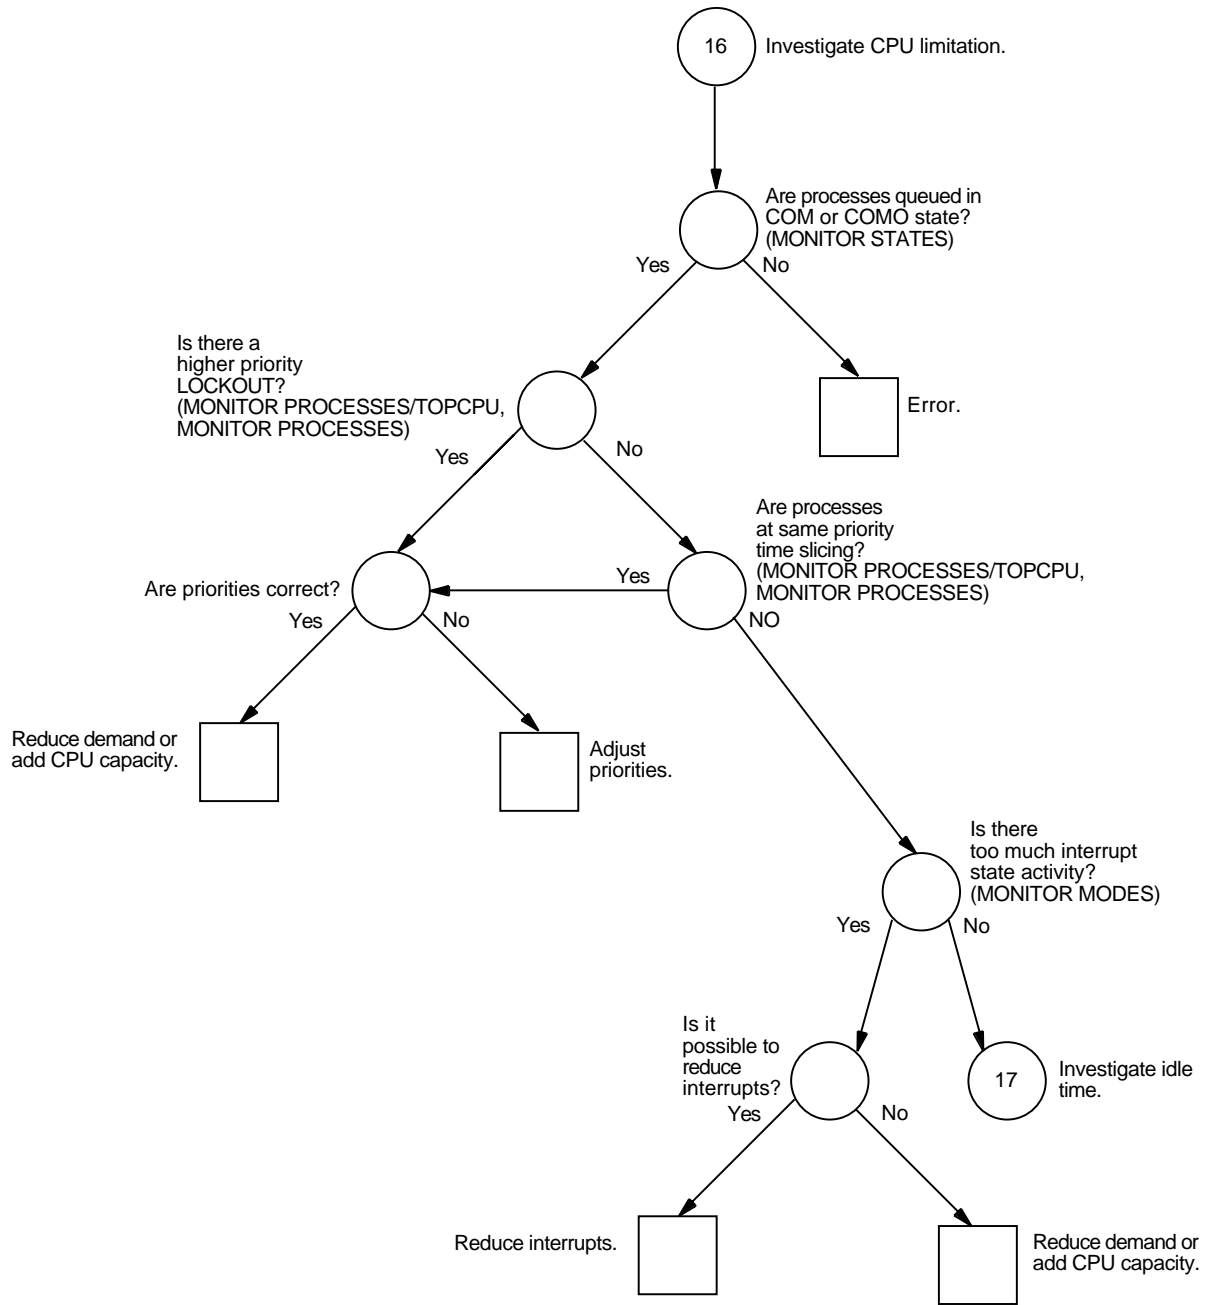 16
Investigate CPU limitation.
Are processes queued in
COM or COMO state?
(MONITOR STATES)
Yes
No
Is there a
higher priority
LOCKOUT?
(MONITOR PROCESSES/TOPCPU,
MONITOR PROCESSES)
Error.
Yes
No
Are processes
at same priority
time slicing?
(MONITOR PROCESSES/TOPCPU,
MONITOR PROCESSES)
Are priorities correct?
Yes
Yes
No
NO
Reduce demand or
add CPU capacity.
Adjust
priorities.
Is there
too much interrupt
state activity?
(MONITOR MODES)
Yes
No
Is it
possible to
reduce
interrupts?
17
Investigate idle
time.
Yes
No
Reduce interrupts.
Reduce demand or
add CPU capacity.